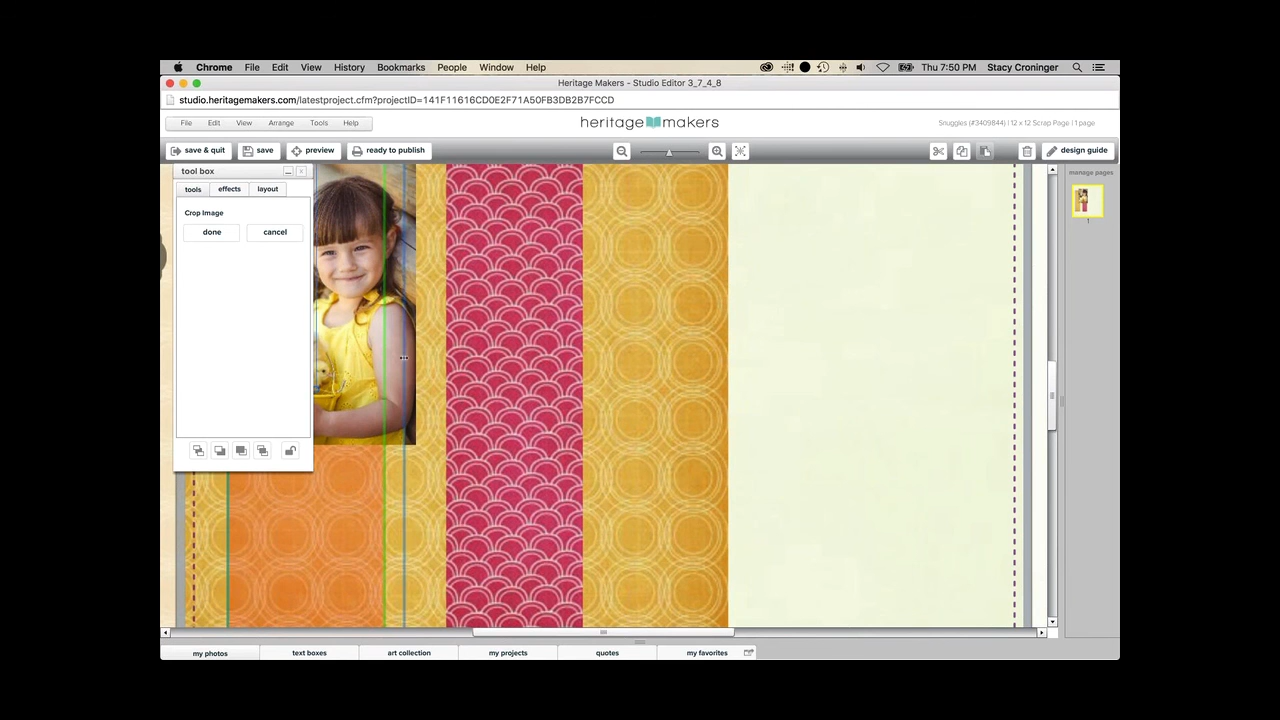 Chrome File Edit View History Bookmarks People Window Help Thu 7:50 PM Stacy Croninger
Heritage Makers - Studio Editor 3_7_4_8
studio.heritagemakers.com/latestproject.cfm?projectID=141F11616CD0E2F71A50FB3DB2B7FCCD
File Edit View Arrange Tools Help heritage makers Snuggles (#3409844) | 12 x 12 Scrap Page | 1 page
save & quit save preview ready to publish design guide
tool box x manage pages
tools effects layout
Crop Image
done cancel
1
my photos text boxes art collection my projects quotes my favorites